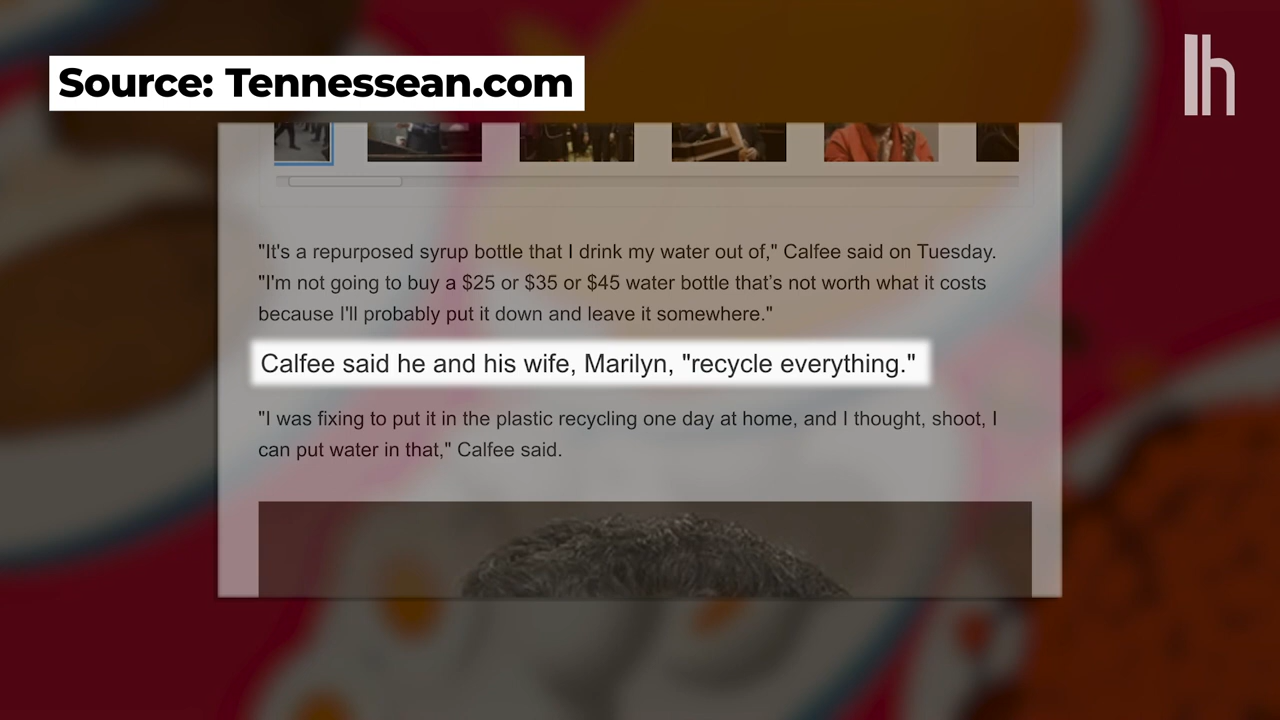 Source: Tennessean.com
lh
"It's a repurposed syrup bottle that I drink my water out of," Calfee said on Tuesday.
"I'm not going to buy a $25 or $35 or $45 water bottle that's not worth what it costs
because I'll probably put it down and leave it somewhere."
Calfee said he and his wife, Marilyn, "recycle everything."
"I was fixing to put it in the plastic recycling one day at home, and I thought, shoot, I
can put water in that," Calfee said.